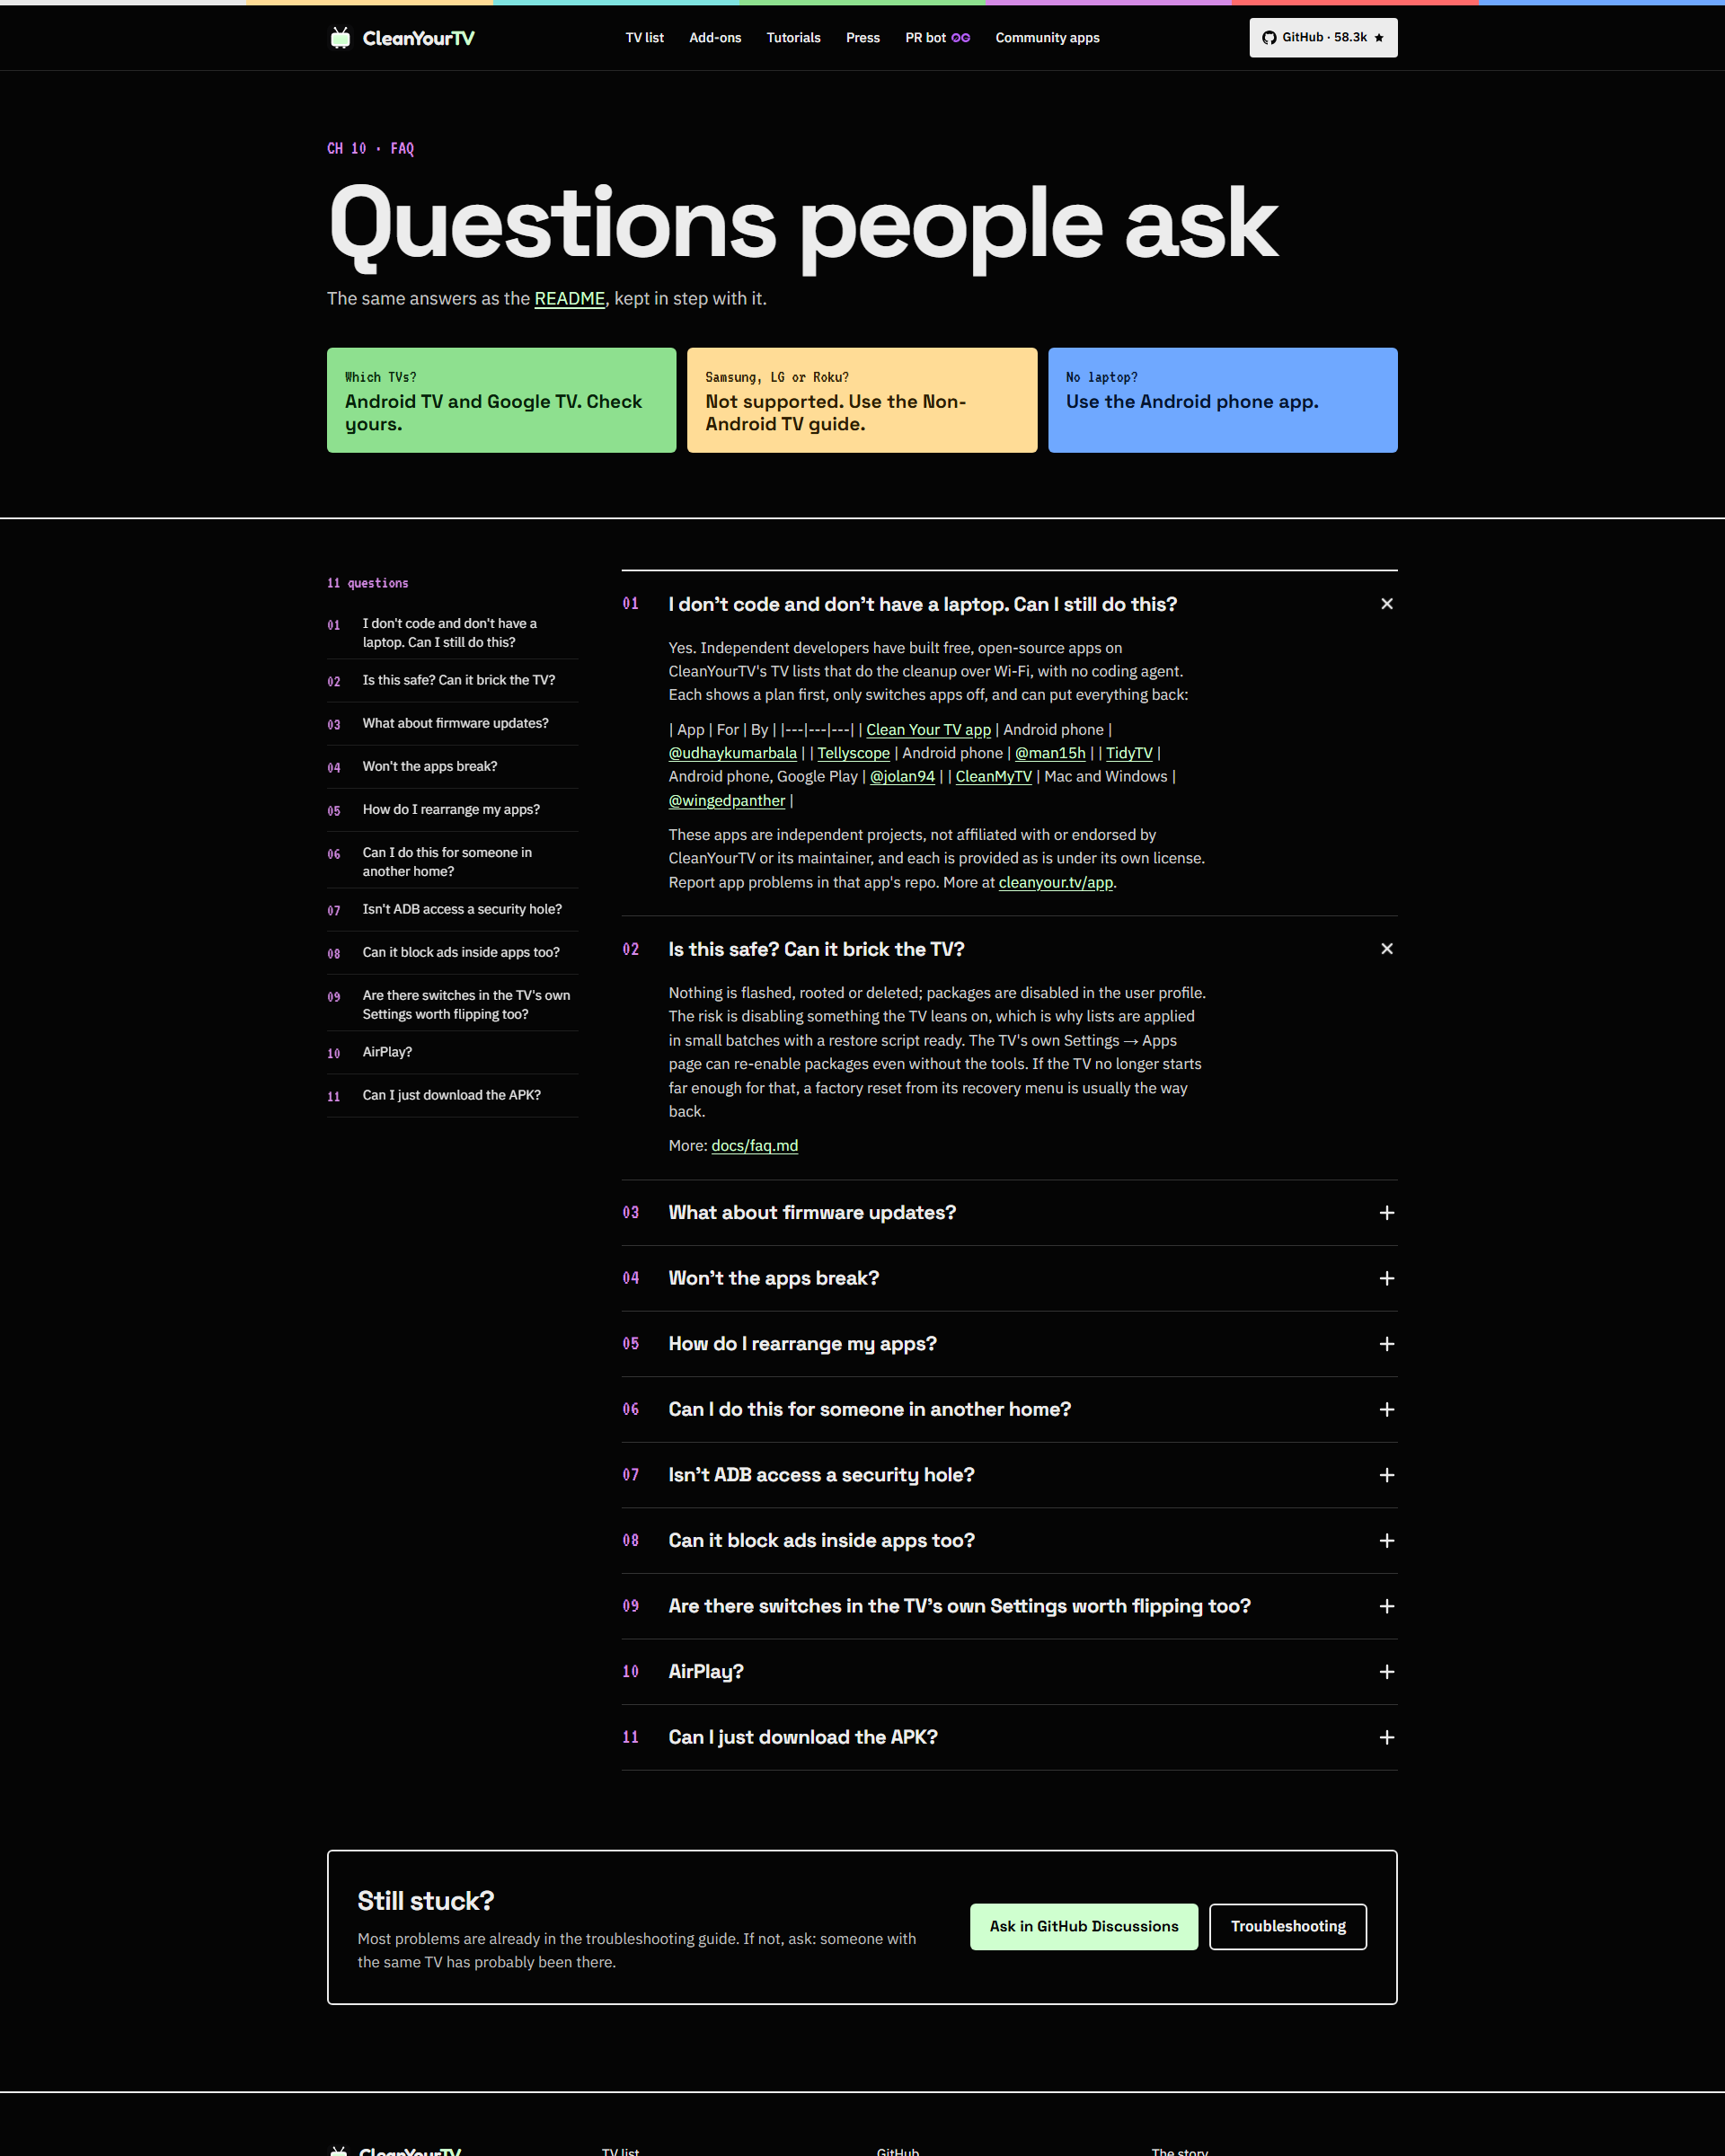 CleanYourTV
TV list
Add-ons
Tutorials
Press
PR bot
Community apps
GitHub · 58.3k ★
CH 10 · FAQ
Questions people ask
The same answers as the README, kept in step with it.
Which TVs?
Android TV and Google TV. Check
yours.
Samsung, LG or Roku?
Not supported. Use the Non-
Android TV guide.
No laptop?
Use the Android phone app.
11 questions
01 I don't code and don't have a
laptop. Can I still do this?
02 Is this safe? Can it brick the TV?
03 What about firmware updates?
04 Won't the apps break?
05 How do I rearrange my apps?
06 Can I do this for someone in
another home?
07 Isn't ADB access a security hole?
08 Can it block ads inside apps too?
09 Are there switches in the TV's own
Settings worth flipping too?
10 AirPlay?
11 Can I just download the APK?
01 I don’t code and don’t have a laptop. Can I still do this?
Yes. Independent developers have built free, open-source apps on
CleanYourTV's TV lists that do the cleanup over Wi-Fi, with no coding agent.
Each shows a plan first, only switches apps off, and can put everything back:
| App | For | By | |---|---|---| | Clean Your TV app | Android phone |
@udhaykumarbala | | Tellyscope | Android phone | @man15h | | TidyTV |
Android phone, Google Play | @jolan94 | | CleanMyTV | Mac and Windows |
@wingedpanther |
These apps are independent projects, not affiliated with or endorsed by
CleanYourTV or its maintainer, and each is provided as is under its own license.
Report app problems in that app's repo. More at cleanyour.tv/app.
02 Is this safe? Can it brick the TV?
Nothing is flashed, rooted or deleted; packages are disabled in the user profile.
The risk is disabling something the TV leans on, which is why lists are applied
in small batches with a restore script ready. The TV's own Settings → Apps
page can re-enable packages even without the tools. If the TV no longer starts
far enough for that, a factory reset from its recovery menu is usually the way
back.
More: docs/faq.md
03 What about firmware updates?
04 Won’t the apps break?
05 How do I rearrange my apps?
06 Can I do this for someone in another home?
07 Isn’t ADB access a security hole?
08 Can it block ads inside apps too?
09 Are there switches in the TV’s own Settings worth flipping too?
10 AirPlay?
11 Can I just download the APK?
Still stuck?
Most problems are already in the troubleshooting guide. If not, ask: someone with
the same TV has probably been there.
Ask in GitHub Discussions
Troubleshooting
CleanYourTV
TV list
GitHub
The story